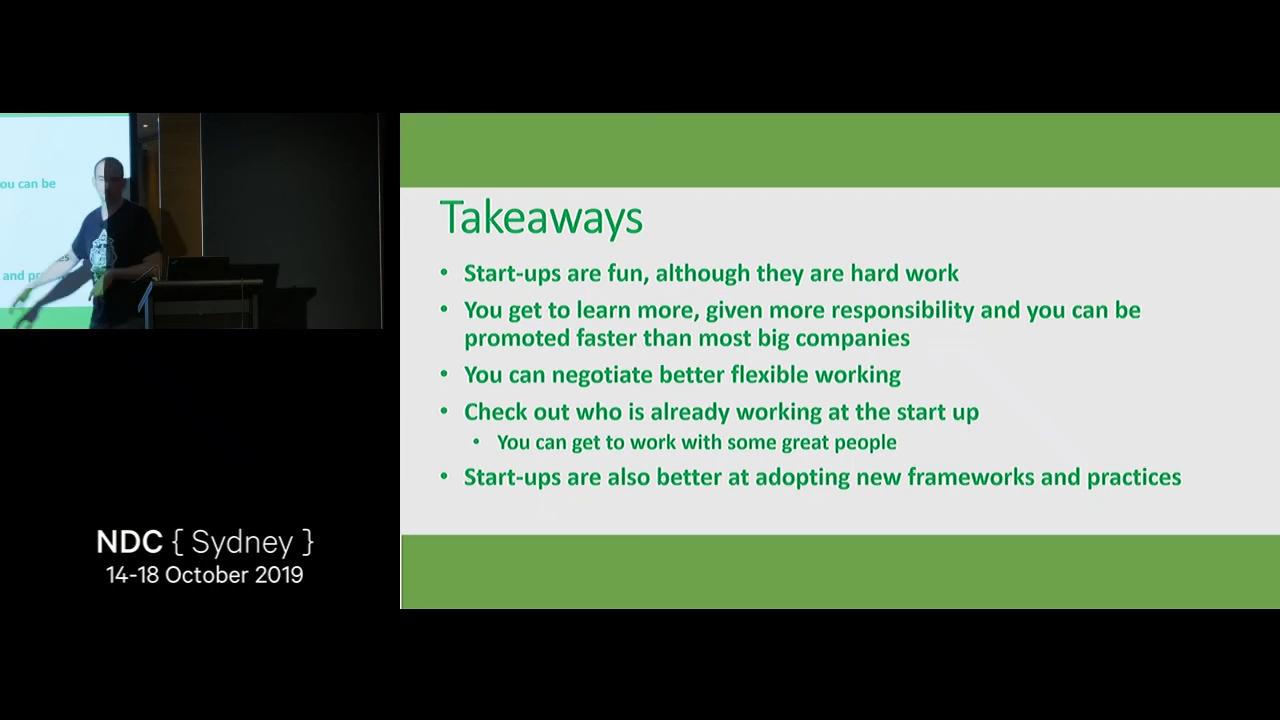 ou can be
es
and pr
Takeaways
• Start-ups are fun, although they are hard work
• You get to learn more, given more responsibility and you can be
promoted faster than most big companies
• You can negotiate better flexible working
• Check out who is already working at the start up
• You can get to work with some great people
• Start-ups are also better at adopting new frameworks and practices
NDC { Sydney }
14-18 October 2019